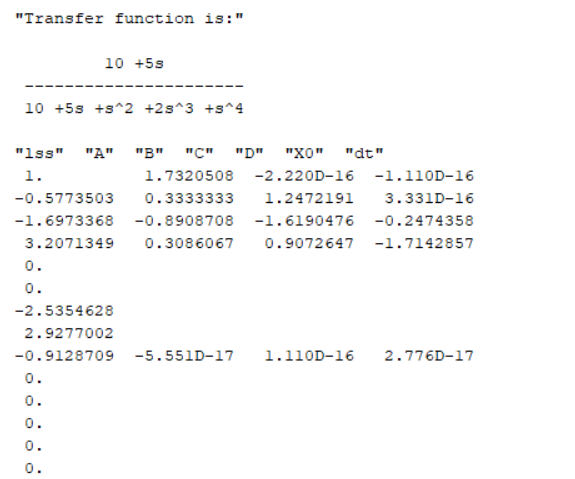 "Transfer function is:"
10 +5s
----------------------
10 +5s +s^2 +2s^3 +s^4
"lss" "A" "B" "C" "D" "X0" "dt"
1. 1.7320508 -2.220D-16 -1.110D-16
-0.5773503 0.3333333 1.2472191 3.331D-16
-1.6973368 -0.8908708 -1.6190476 -0.2474358
3.2071349 0.3086067 0.9072647 -1.7142857
0.
0.
-2.5354628
2.9277002
-0.9128709 -5.551D-17 1.110D-16 2.776D-17
0.
0.
0.
0.
0.